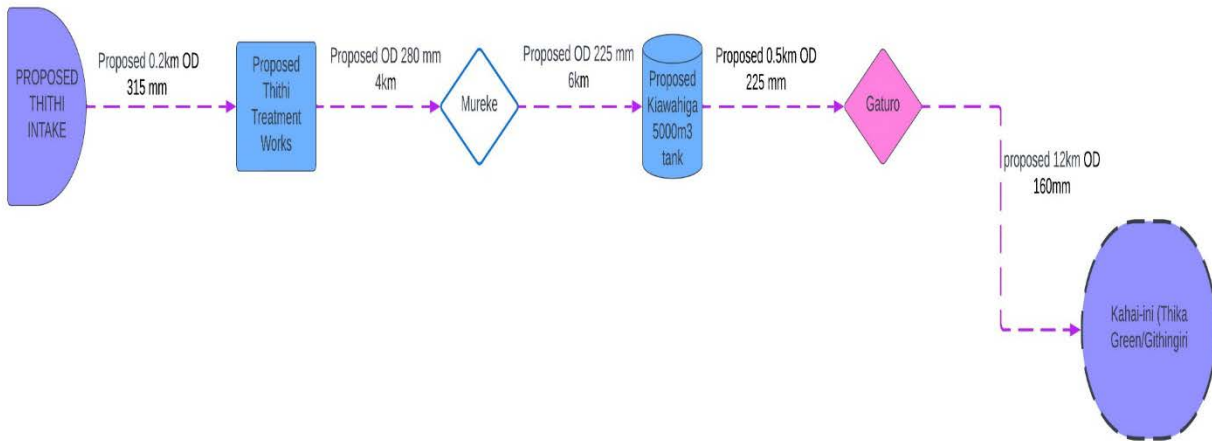 PROPOSED
THITHI
INTAKE
Proposed 0.2km OD
315 mm
Proposed
Thithi
Treatment
Works
Proposed OD 280 mm
4km
Mureke
Proposed OD 225 mm
6km
Proposed
Kiawahiga
5000m3
tank
Proposed 0.5km OD
225 mm
Gaturo
proposed 12km OD
160mm
Kahai-ini (Thika
Green/Githingiri